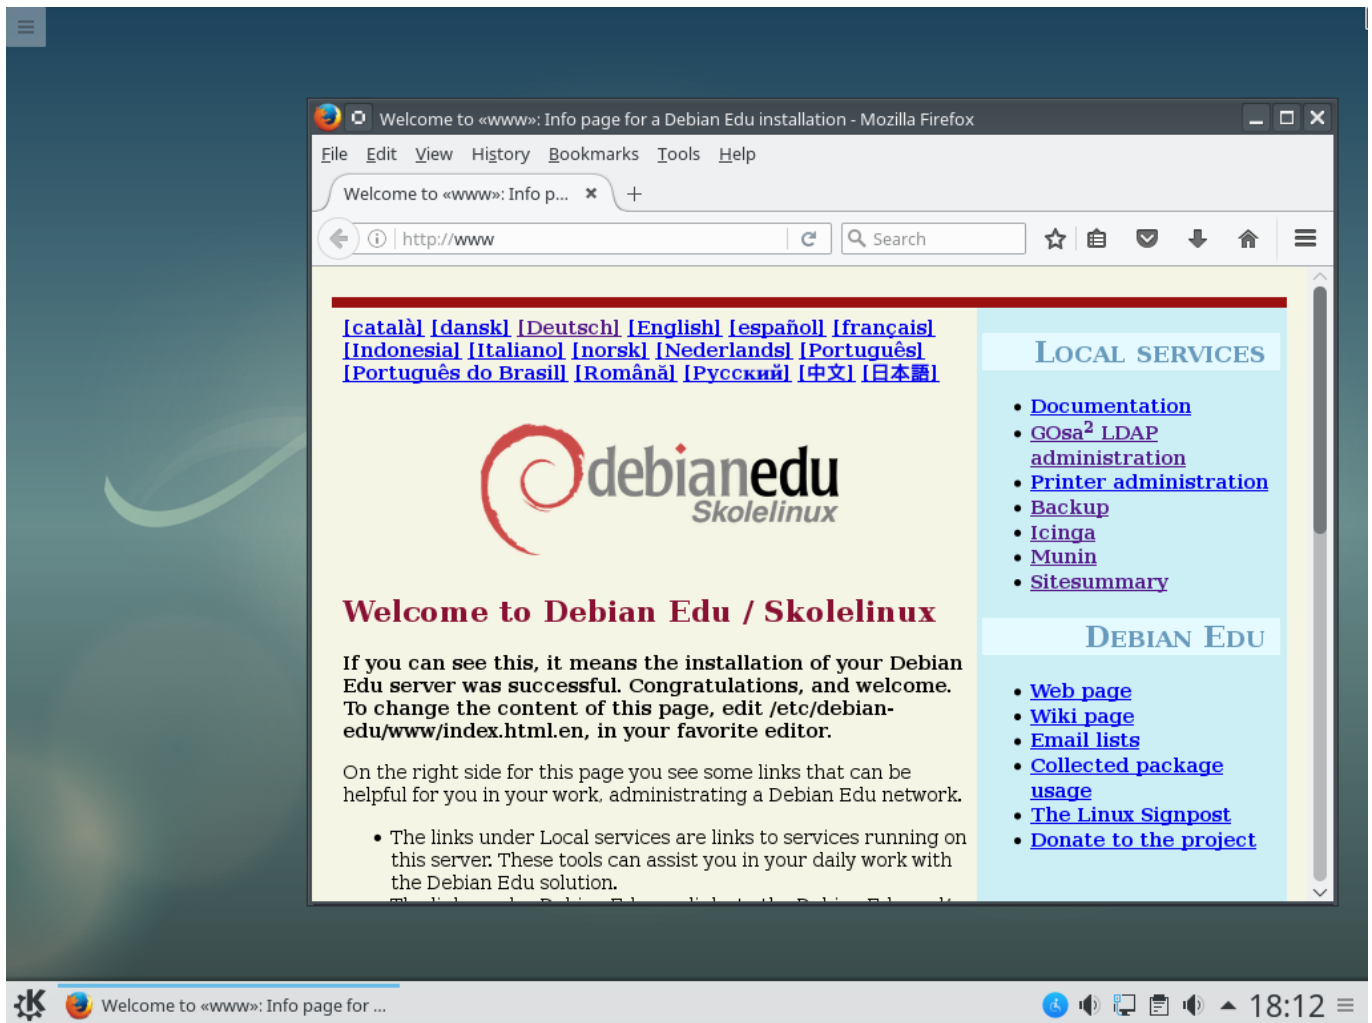 Welcome to «www»: Info page for a Debian Edu installation - Mozilla Firefox
File Edit View History Bookmarks Tools Help
Welcome to «www»: Info p...
http://www
Search
[català] [dansk] [Deutsch] [English] [español] [français]
[Indonesia] [Italiano] [norsk] [Nederlands] [Português]
[Português do Brasil] [Română] [Русский] [中文] [日本語]
debianedu
Skolelinux
Welcome to Debian Edu / Skolelinux
If you can see this, it means the installation of your Debian
Edu server was successful. Congratulations, and welcome.
To change the content of this page, edit /etc/debian-
edu/www/index.html.en, in your favorite editor.
On the right side for this page you see some links that can be
helpful for you in your work, administrating a Debian Edu network.
• The links under Local services are links to services running on
this server. These tools can assist you in your daily work with
the Debian Edu solution.
LOCAL SERVICES
• Documentation
• GOsa² LDAP
administration
• Printer administration
• Backup
• Icinga
• Munin
• Sitesummary
DEBIAN EDU
• Web page
• Wiki page
• Email lists
• Collected package
usage
• The Linux Signpost
• Donate to the project
Welcome to «www»: Info page for ...
18:12